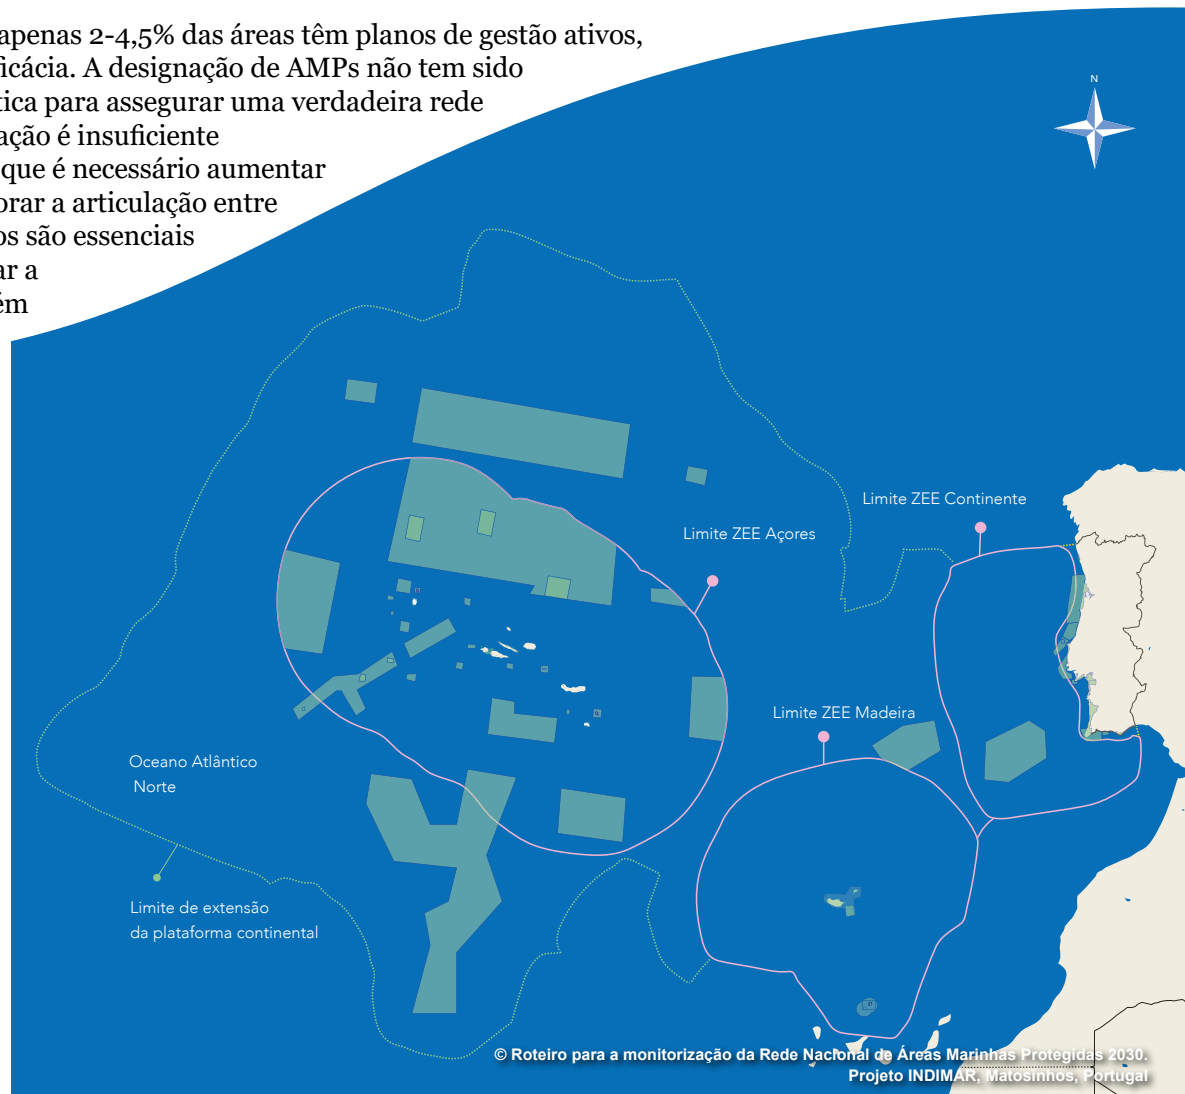 apenas 2-4,5% das áreas têm planos de gestão ativos,
ficácia. A designação de AMPs não tem sido
tica para assegurar uma verdadeira rede
ação é insuficiente
que é necessário aumentar
orar a articulação entre
os são essenciais
ar a
ém
N
Limite ZEE Continente
Limite ZEE Açores
Limite ZEE Madeira
Oceano Atlântico
Norte
Limite de extensão
da plataforma continental
© Roteiro para a monitorização da Rede Nacional de Áreas Marinhas Protegidas 2030.
Projeto INDIMAR, Matosinhos, Portugal